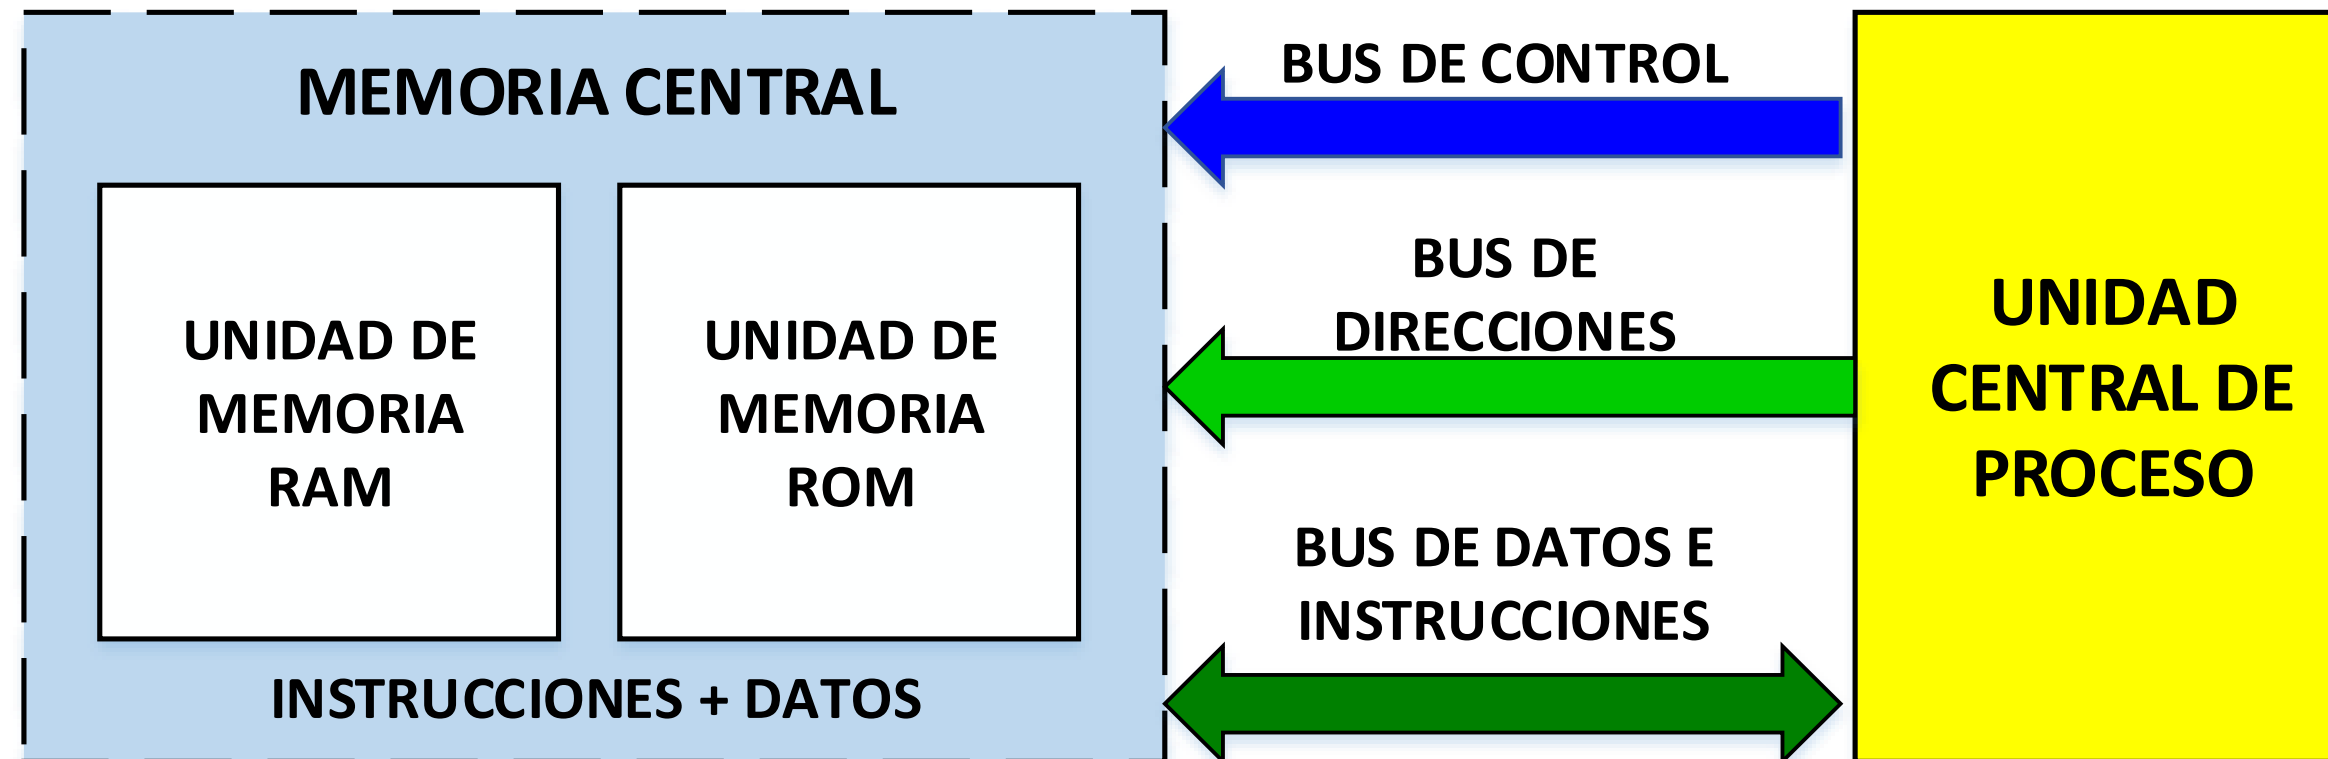 MEMORIA CENTRAL
UNIDAD DE
MEMORIA
RAM
UNIDAD DE
MEMORIA
ROM
INSTRUCCIONES + DATOS
BUS DE CONTROL
BUS DE
DIRECCIONES
BUS DE DATOS E
INSTRUCCIONES
UNIDAD
CENTRAL DE
PROCESO